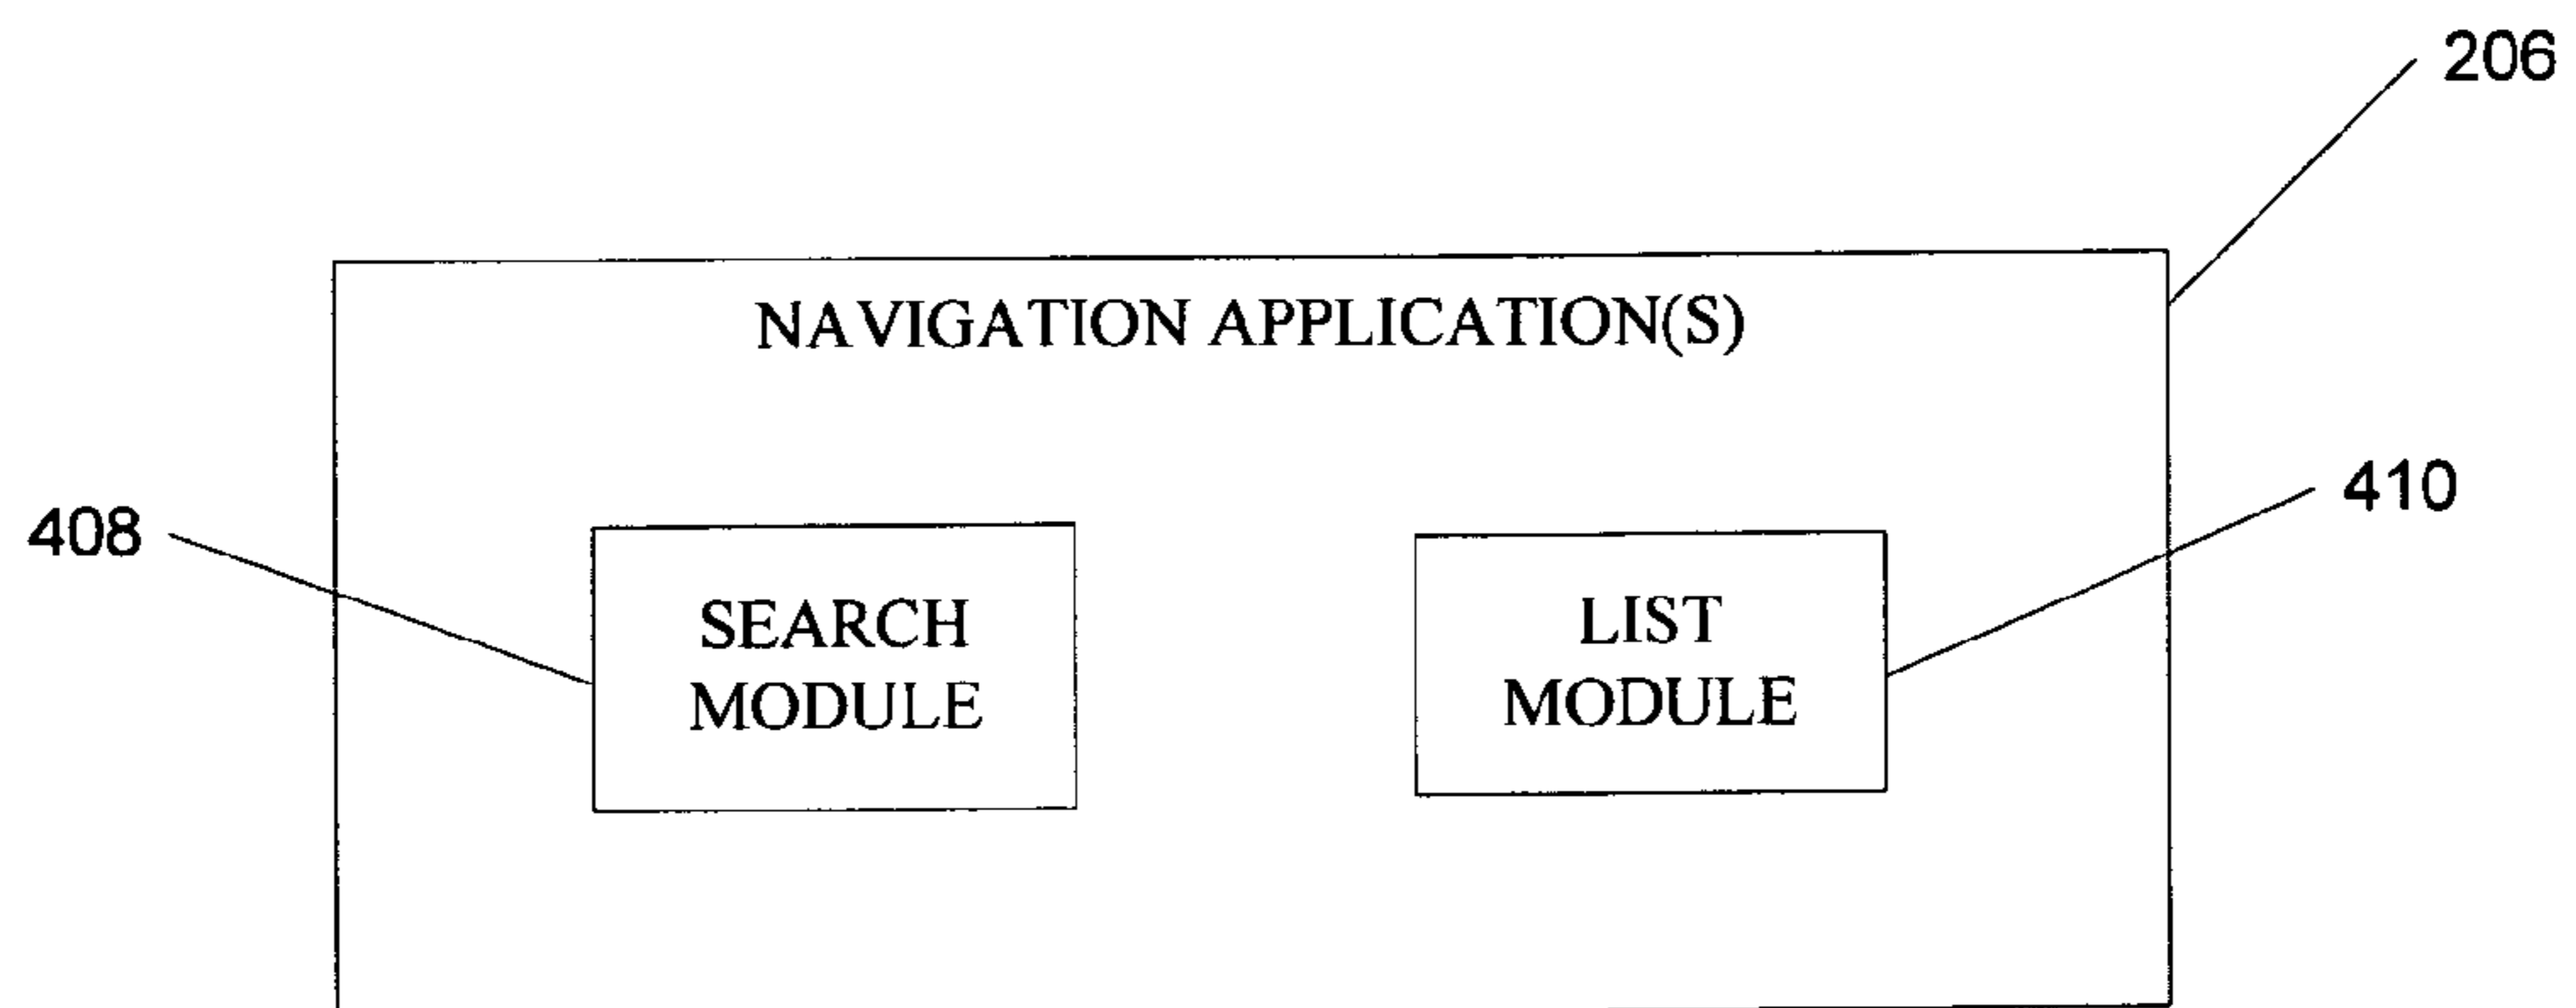 206
NAVIGATION APPLICATION(S)
408
410
SEARCH
MODULE
LIST
MODULE